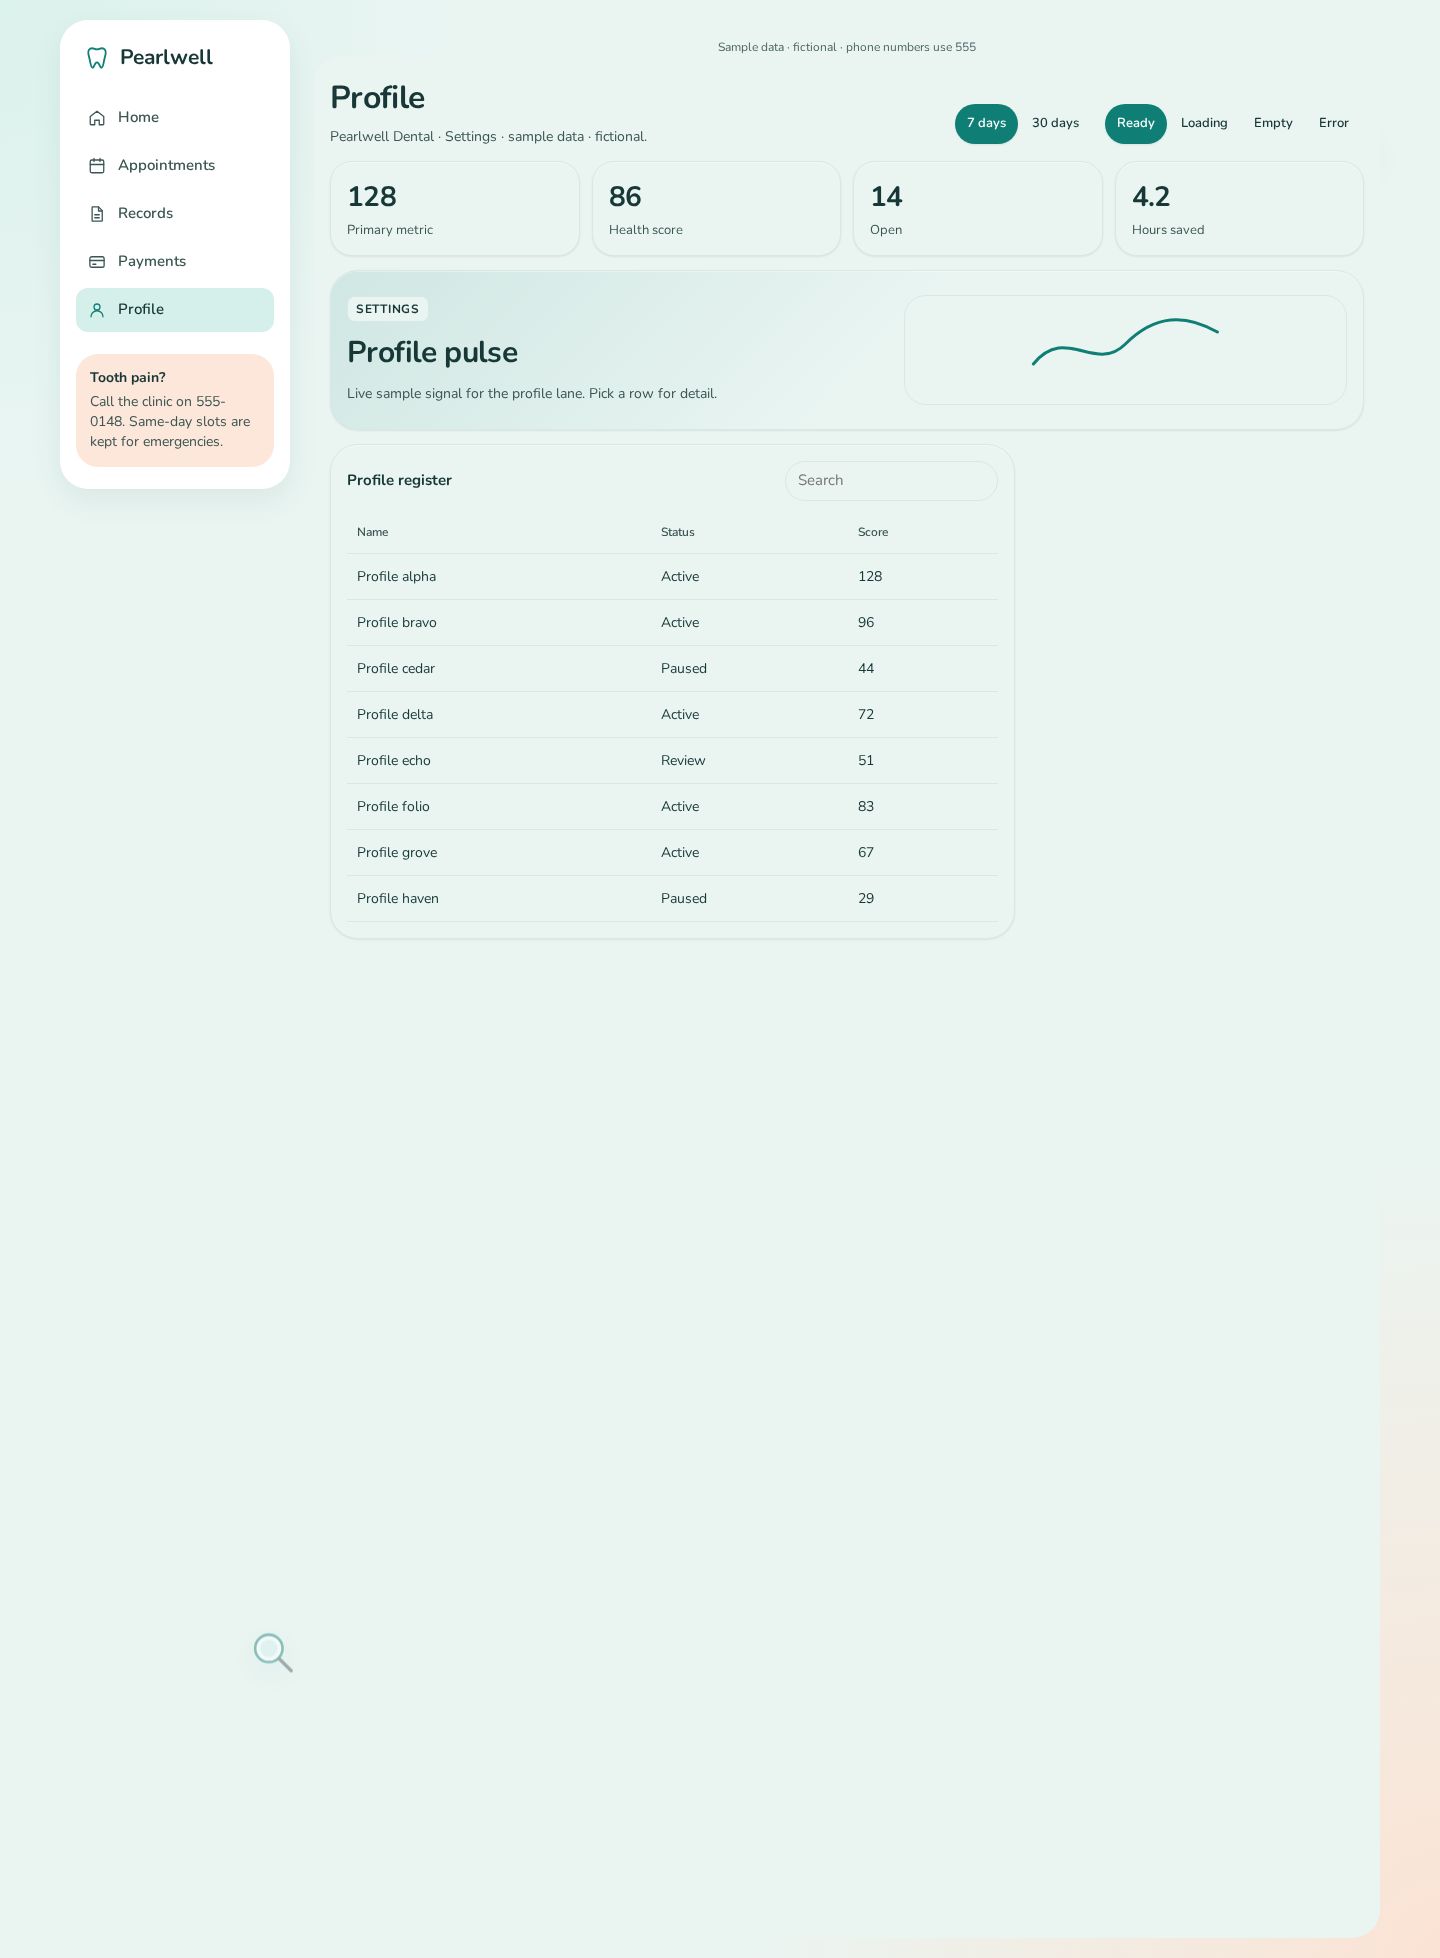 Pearlwell
Home
Appointments
Records
Payments
Profile
Tooth pain?
Call the clinic on 555-
0148. Same-day slots are
kept for emergencies.
Sample data · fictional · phone numbers use 555
Profile
Pearlwell Dental · Settings · sample data · fictional.
7 days 30 days Ready Loading Empty Error
128 86 14 4.2
Primary metric Health score Open Hours saved
SETTINGS
Profile pulse
Live sample signal for the profile lane. Pick a row for detail.
Profile register Search
Name Status Score
Profile alpha Active 128
Profile bravo Active 96
Profile cedar Paused 44
Profile delta Active 72
Profile echo Review 51
Profile folio Active 83
Profile grove Active 67
Profile haven Paused 29